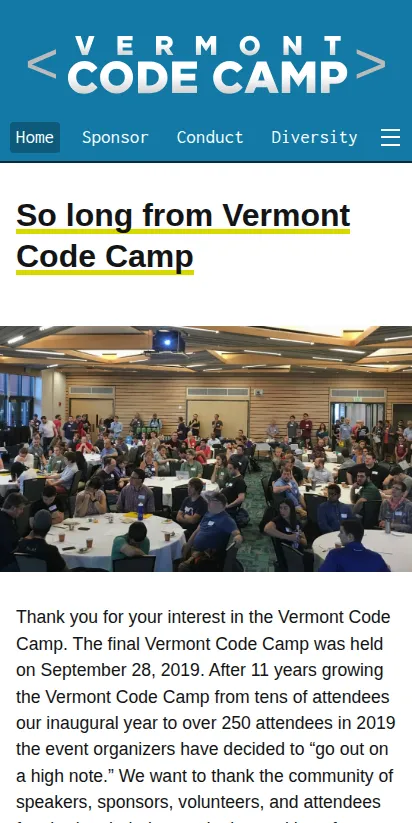 < VERMONT
CODE CAMP >
Home Sponsor Conduct Diversity
So long from Vermont
Code Camp
Thank you for your interest in the Vermont Code
Camp. The final Vermont Code Camp was held
on September 28, 2019. After 11 years growing
the Vermont Code Camp from tens of attendees
our inaugural year to over 250 attendees in 2019
the event organizers have decided to “go out on
a high note.” We want to thank the community of
speakers, sponsors, volunteers, and attendees